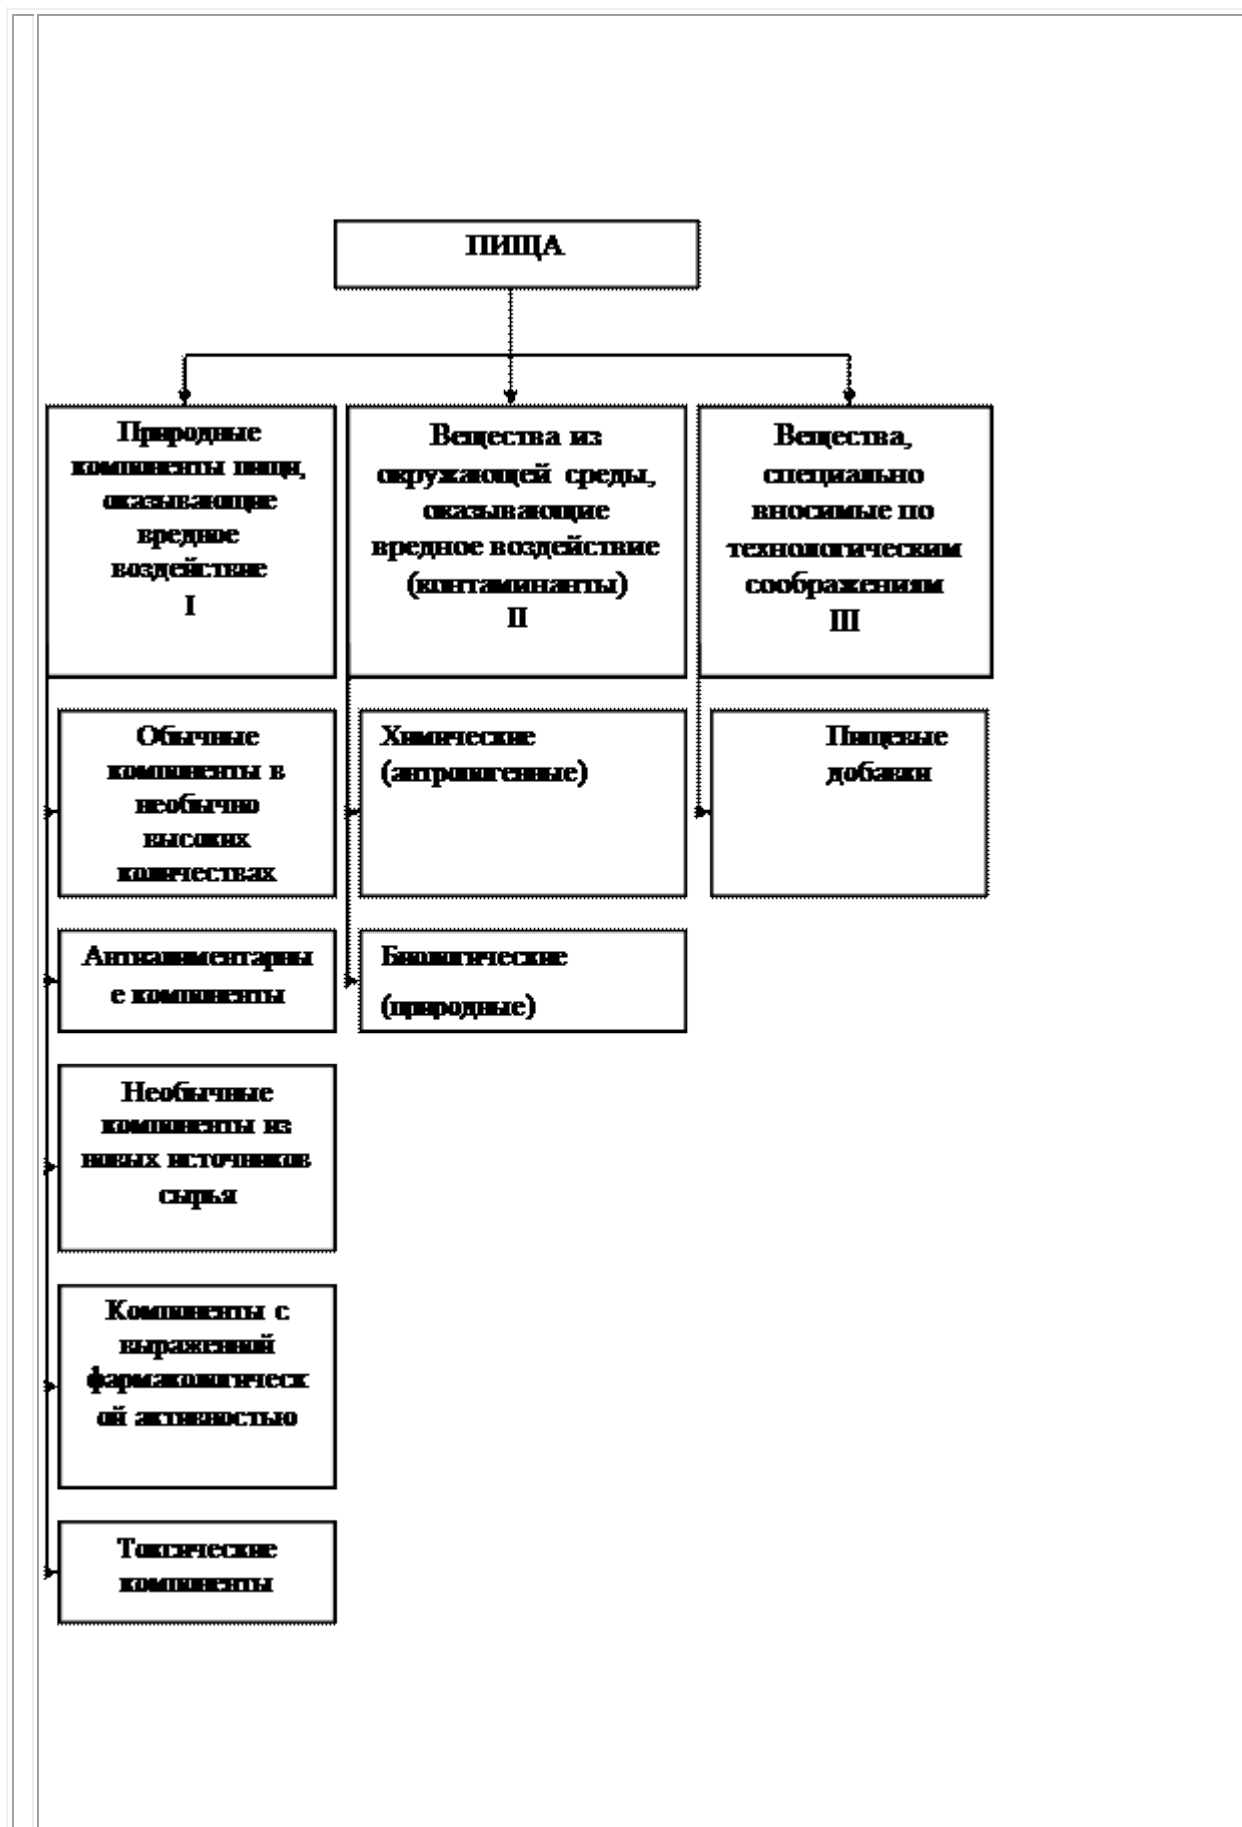 ПИЩА
Природные
компоненты пищи,
оказывающие
вредное
воздействие
I
Вещества из
окружающей среды,
оказывающие
вредное воздействие
(контаминанты)
II
Вещества,
специально
вносимые по
технологическим
соображениям
III
Обычные
компоненты в
необычно
высоких
количествах
Химические
(антропогенные)
Пищевые
добавки
Антиалиментарны
е компоненты
Биологические
(природные)
Необычные
компоненты из
новых источников
сырья
Компоненты с
выраженной
фармакологическ
ой активностью
Токсические
компоненты